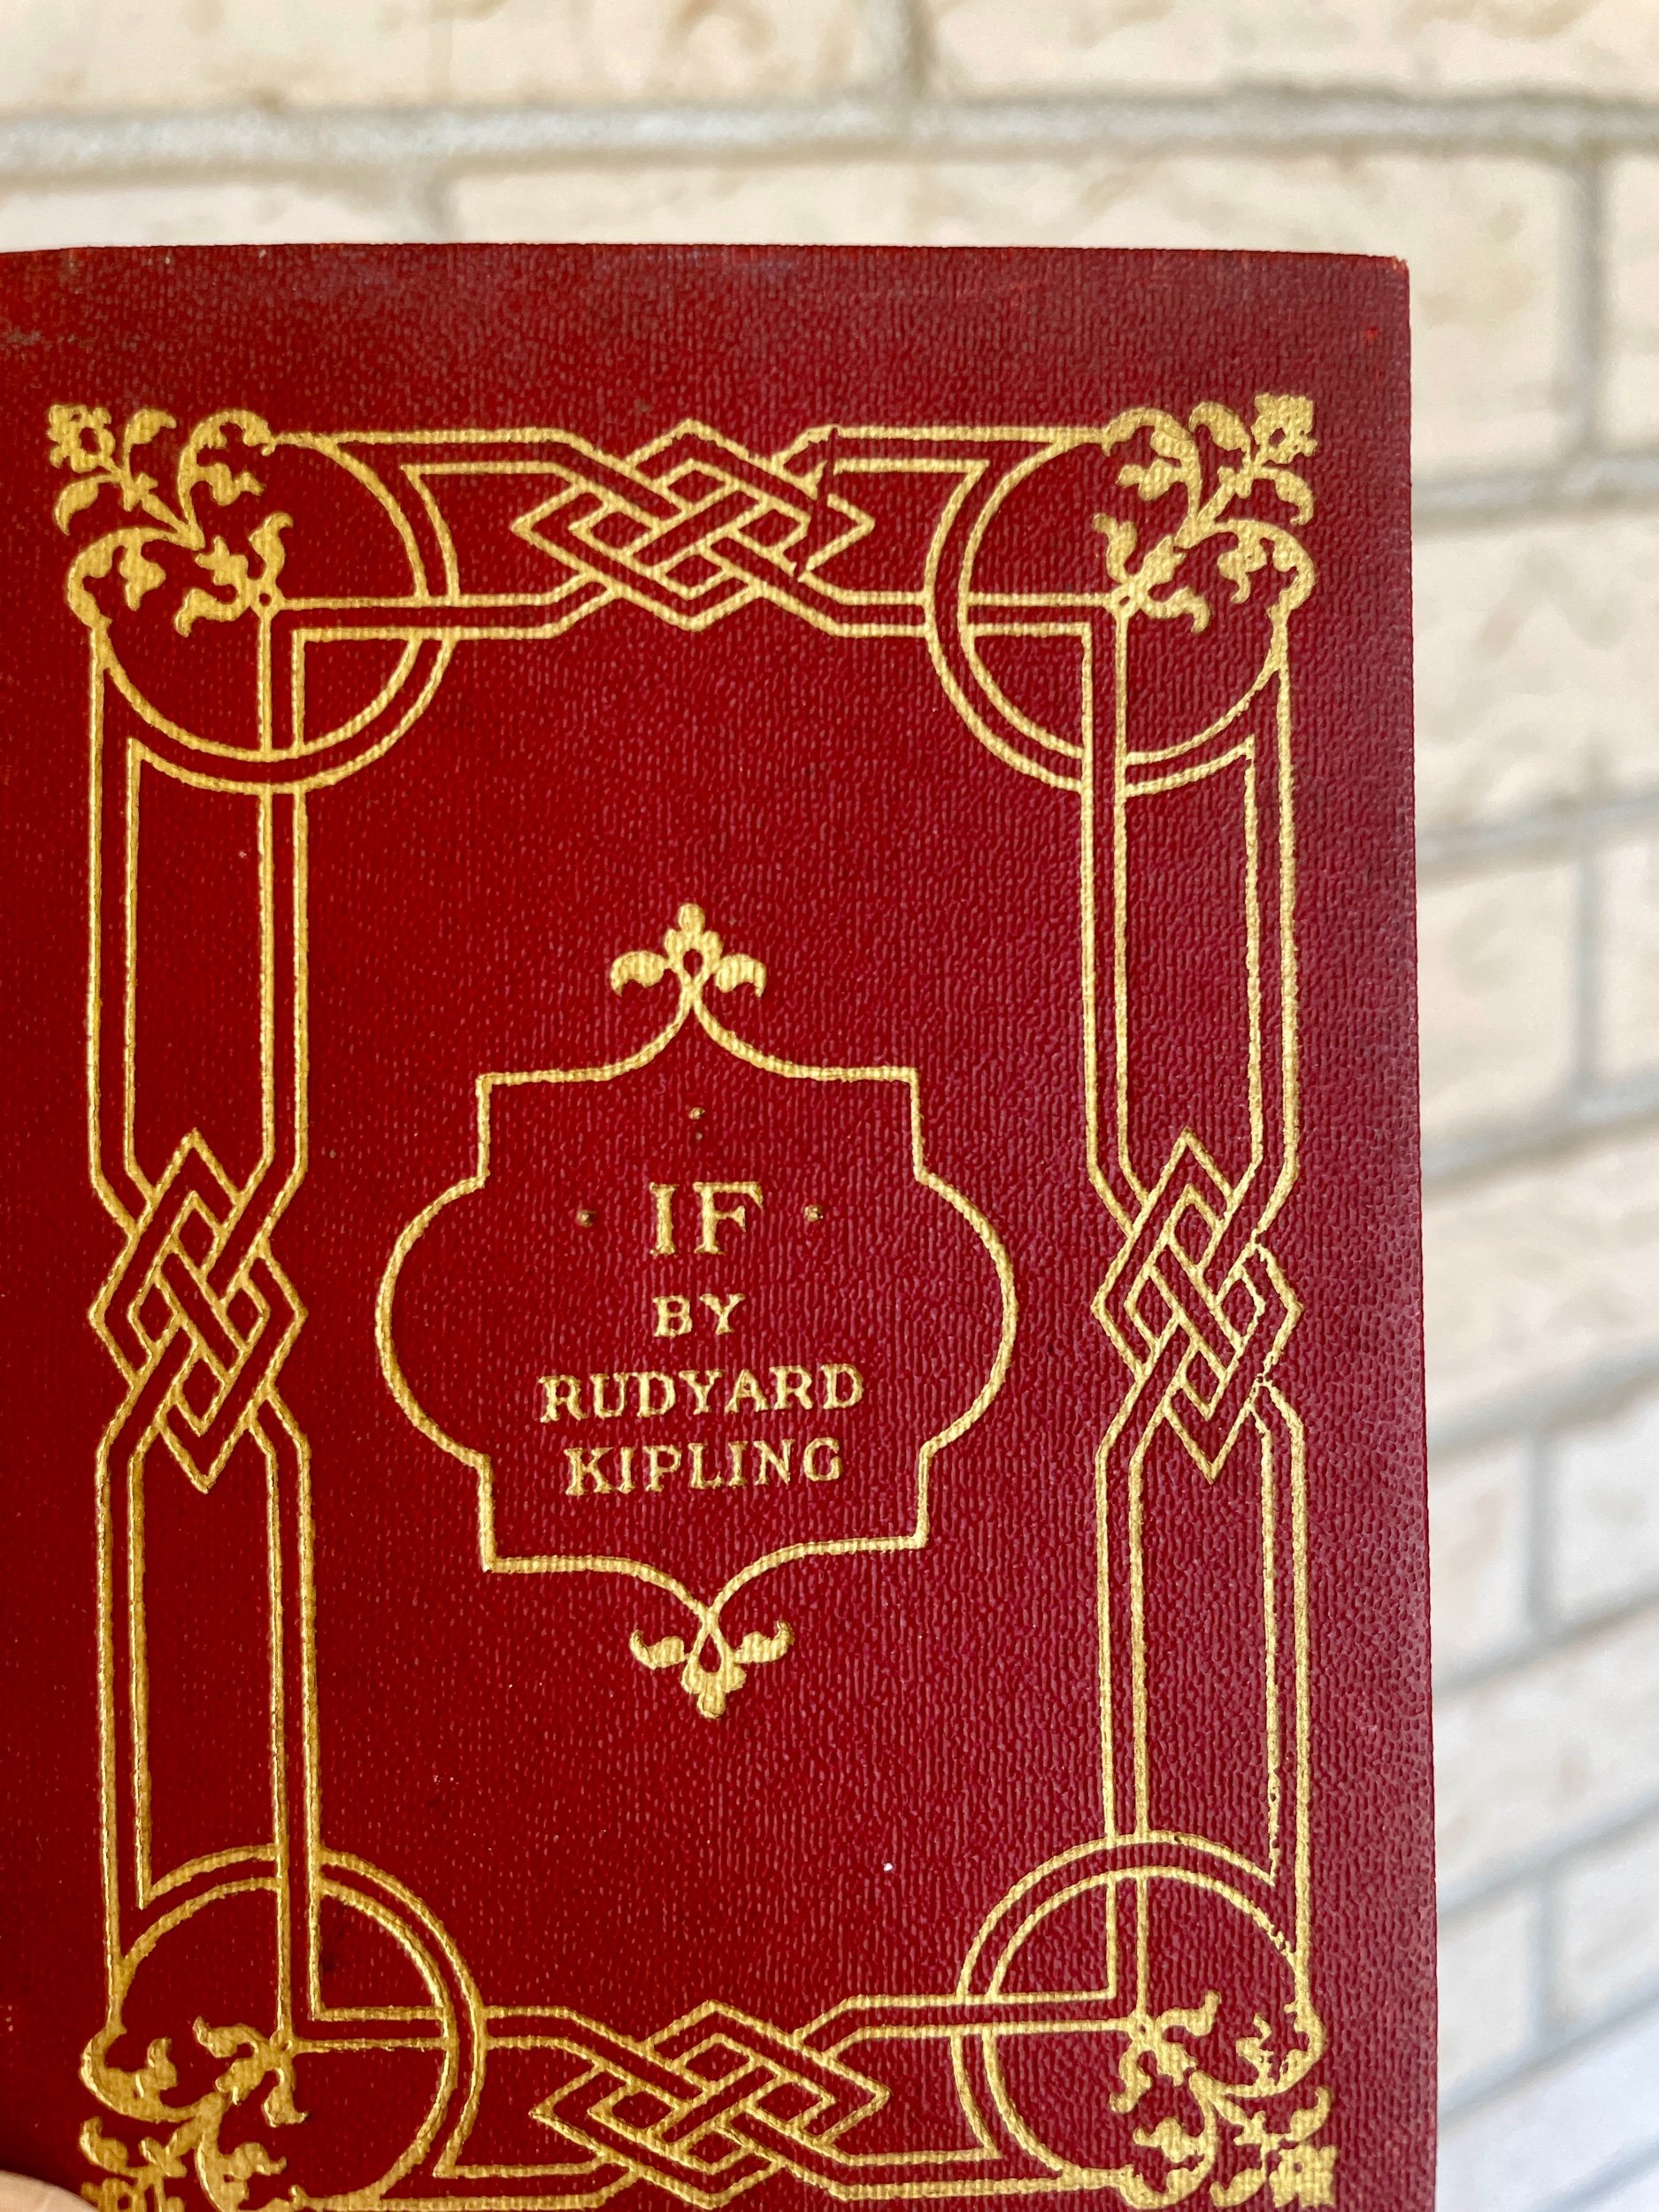 · IF ·
BY
RUDYARD
KIPLING